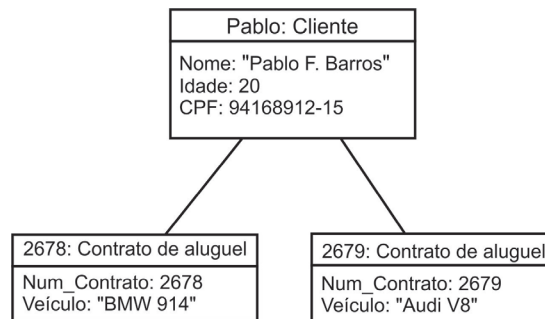 Pablo: Cliente
Nome: "Pablo F. Barros"
Idade: 20
CPF: 94168912-15
2678: Contrato de aluguel
Num_Contrato: 2678
Veículo: "BMW 914"
2679: Contrato de aluguel
Num_Contrato: 2679
Veículo: "Audi V8"